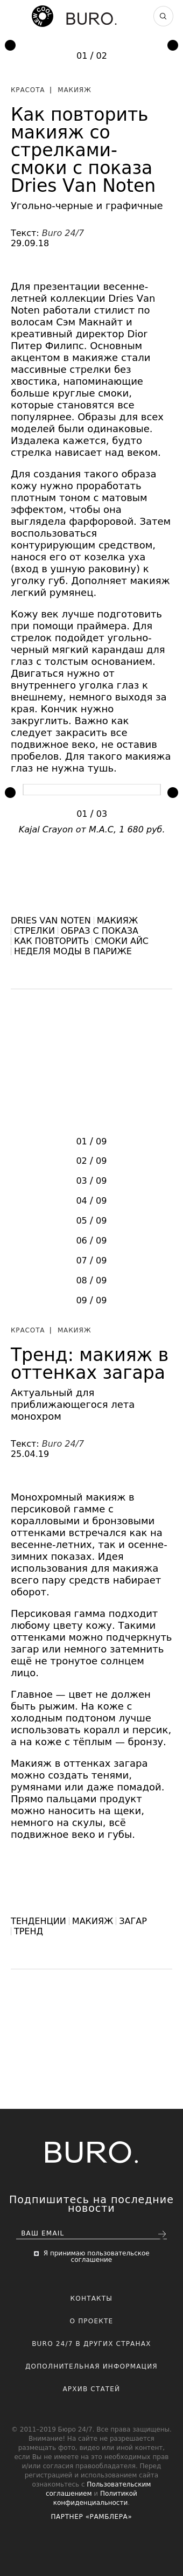 BURO.
01 / 02
КРАСОТА | МАКИЯЖ
Как повторить
макияж со
стрелками-
смоки с показа
Dries Van Noten
Угольно-черные и графичные
Текст: Buro 24/7
29.09.18
Для презентации весенне-
летней коллекции Dries Van
Noten работали стилист по
волосам Сэм Макнайт и
креативный директор Dior
Питер Филипс. Основным
акцентом в макияже стали
массивные стрелки без
хвостика, напоминающие
больше круглые смоки,
которые становятся все
популярнее. Образы для всех
моделей были одинаковые.
Издалека кажется, будто
стрелка нависает над веком.
Для создания такого образа
кожу нужно проработать
плотным тоном с матовым
эффектом, чтобы она
выглядела фарфоровой. Затем
воспользоваться
контурирующим средством,
нанося его от козелка уха
(вход в ушную раковину) к
уголку губ. Дополняет макияж
легкий румянец.
Кожу век лучше подготовить
при помощи праймера. Для
стрелок подойдет угольно-
черный мягкий карандаш для
глаз с толстым основанием.
Двигаться нужно от
внутреннего уголка глаз к
внешнему, немного выходя за
края. Кончик нужно
закруглить. Важно как
следует закрасить все
подвижное веко, не оставив
пробелов. Для такого макияжа
глаз не нужна тушь.
01 / 03
Kajal Crayon от M.A.C, 1 680 руб.
DRIES VAN NOTEN | МАКИЯЖ
| СТРЕЛКИ | ОБРАЗ С ПОКАЗА
| КАК ПОВТОРИТЬ | СМОКИ АЙС
| НЕДЕЛЯ МОДЫ В ПАРИЖЕ
01 / 09
02 / 09
03 / 09
04 / 09
05 / 09
06 / 09
07 / 09
08 / 09
09 / 09
КРАСОТА | МАКИЯЖ
Тренд: макияж в
оттенках загара
Актуальный для
приближающегося лета
монохром
Текст: Buro 24/7
25.04.19
Монохромный макияж в
персиковой гамме с
коралловыми и бронзовыми
оттенками встречался как на
весенне-летних, так и осенне-
зимних показах. Идея
использования для макияжа
всего пару средств набирает
оборот.
Персиковая гамма подходит
любому цвету кожу. Такими
оттенками можно подчеркнуть
загар или немного затемнить
ещё не тронутое солнцем
лицо.
Главное — цвет не должен
быть рыжим. На коже с
холодным подтоном лучше
использовать коралл и персик,
а на коже с тёплым — бронзу.
Макияж в оттенках загара
можно создать тенями,
румянами или даже помадой.
Прямо пальцами продукт
можно наносить на щеки,
немного на скулы, всё
подвижное веко и губы.
ТЕНДЕНЦИИ | МАКИЯЖ | ЗАГАР
| ТРЕНД
BURO.
Подпишитесь на последние
новости
ВАШ EMAIL
Я принимаю пользовательское
соглашение
КОНТАКТЫ
О ПРОЕКТЕ
BURO 24/7 В ДРУГИХ СТРАНАХ
ДОПОЛНИТЕЛЬНАЯ ИНФОРМАЦИЯ
АРХИВ СТАТЕЙ
© 2011–2019 Бюро 24/7. Все права защищены.
Внимание! На сайте не разрешается
размещать фото, видео или иной контент,
если Вы не имеете на это необходимых прав
и/или согласия правообладателя. Перед
регистрацией и использованием сайта
ознакомьтесь с Пользовательским
соглашением и Политикой
конфиденциальности.
ПАРТНЕР «РАМБЛЕРА»